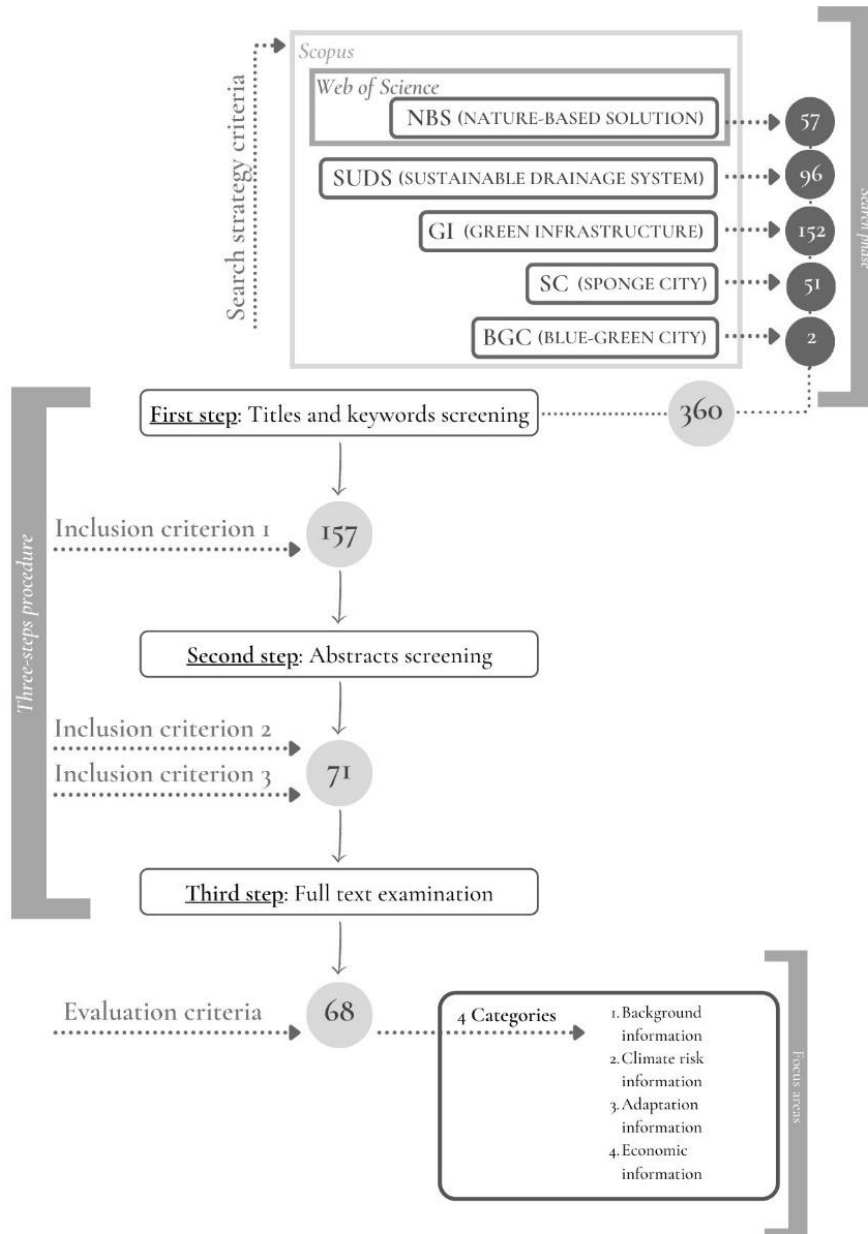 Search strategy criteria
Scopus
Web of Science
NBS (NATURE-BASED SOLUTION)
57
SUDS (SUSTAINABLE DRAINAGE SYSTEM)
96
GI (GREEN INFRASTRUCTURE)
152
SC (SPONGE CITY)
51
BGC (BLUE-GREEN CITY)
2
Search phase
First step: Titles and keywords screening
360
Three-steps procedure
Inclusion criterion 1
157
Second step: Abstracts screening
Inclusion criterion 2
Inclusion criterion 3
71
Third step: Full text examination
Evaluation criteria
68
4 Categories
1. Background
information
2. Climate risk
information
3. Adaptation
information
4. Economic
information
Focus areas